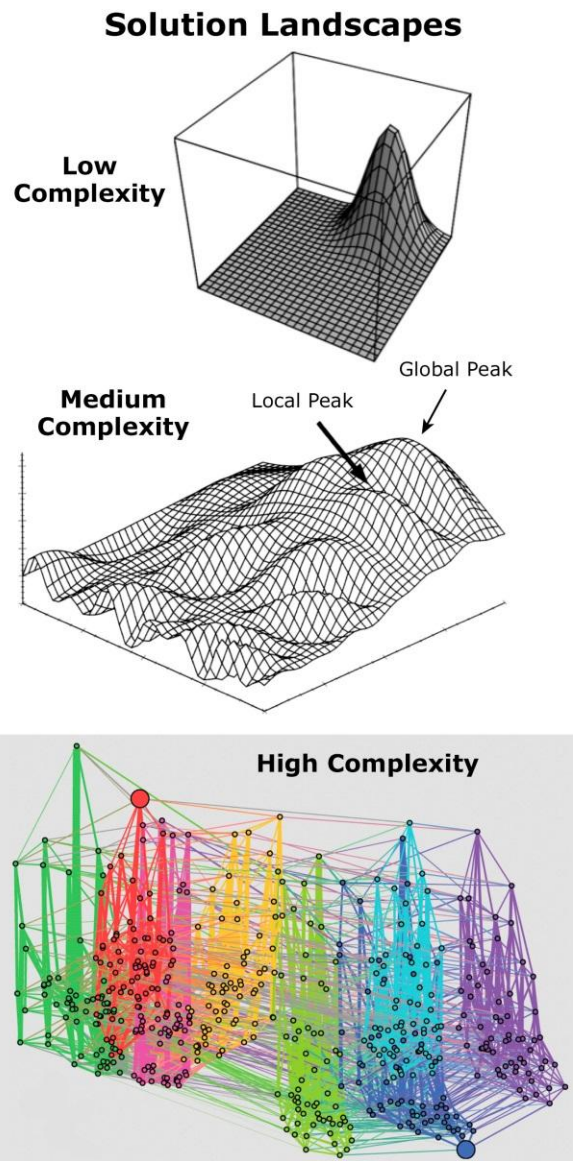 Solution Landscapes
Low
Complexity
Global Peak
Local Peak
Medium
Complexity
High Complexity